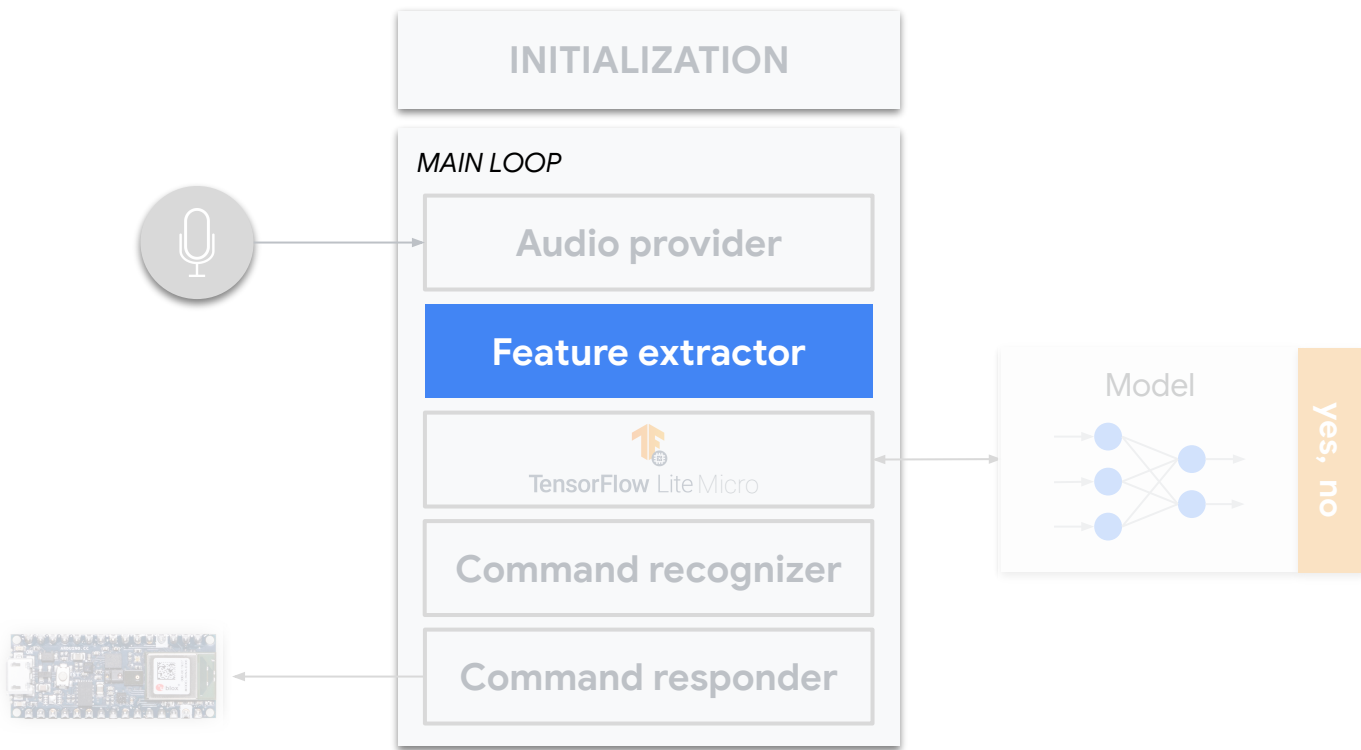 INITIALIZATION
MAIN LOOP
Audio provider
Feature extractor
Model
yes, no
TensorFlow Lite Micro
Command recognizer
Command responder